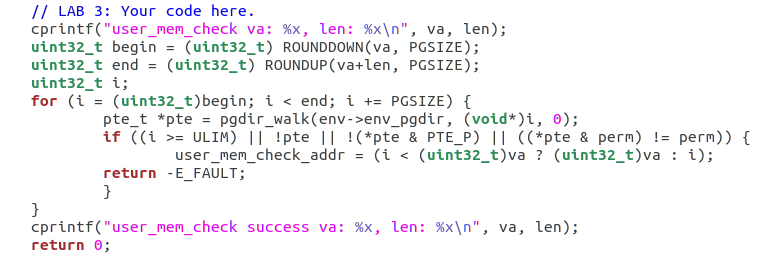 // LAB 3: Your code here.
cprintf("user_mem_check va: %x, len: %x\n", va, len);
uint32_t begin = (uint32_t) ROUNDDOWN(va, PGSIZE);
uint32_t end = (uint32_t) ROUNDUP(va+len, PGSIZE);
uint32_t i;
for (i = (uint32_t)begin; i < end; i += PGSIZE) {
        pte_t *pte = pgdir_walk(env->env_pgdir, (void*)i, 0);
        if ((i >= ULIM) || !pte || !(*pte & PTE_P) || ((*pte & perm) != perm)) {
                user_mem_check_addr = (i < (uint32_t)va ? (uint32_t)va : i);
        return -E_FAULT;
        }
}
cprintf("user_mem_check success va: %x, len: %x\n", va, len);
return 0;